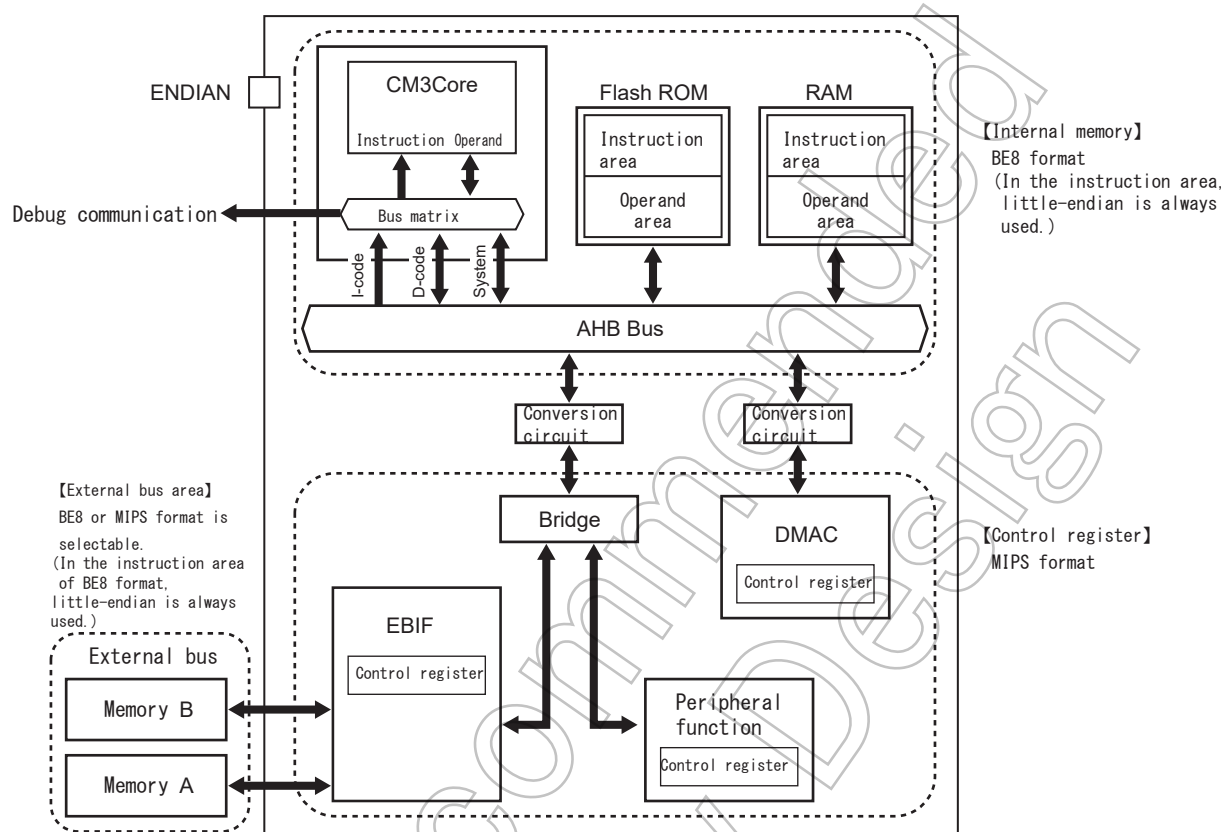 ENDIAN
CM3Core
Instruction Operand
Bus matrix
Debug communication
I-code
D-code
System
Flash ROM
Instruction
area
Operand
area
RAM
Instruction
area
Operand
area
【Internal memory】
BE8 format
(In the instruction area,
little-endian is always
used.)
AHB Bus
Conversion
circuit
Conversion
circuit
【External bus area】
BE8 or MIPS format is
selectable.
(In the instruction area
of BE8 format,
little-endian is always
used.)
Bridge
DMAC
Control register
【Control register】
MIPS format
EBIF
Control register
External bus
Memory B
Memory A
Peripheral
function
Control register
commended
Design